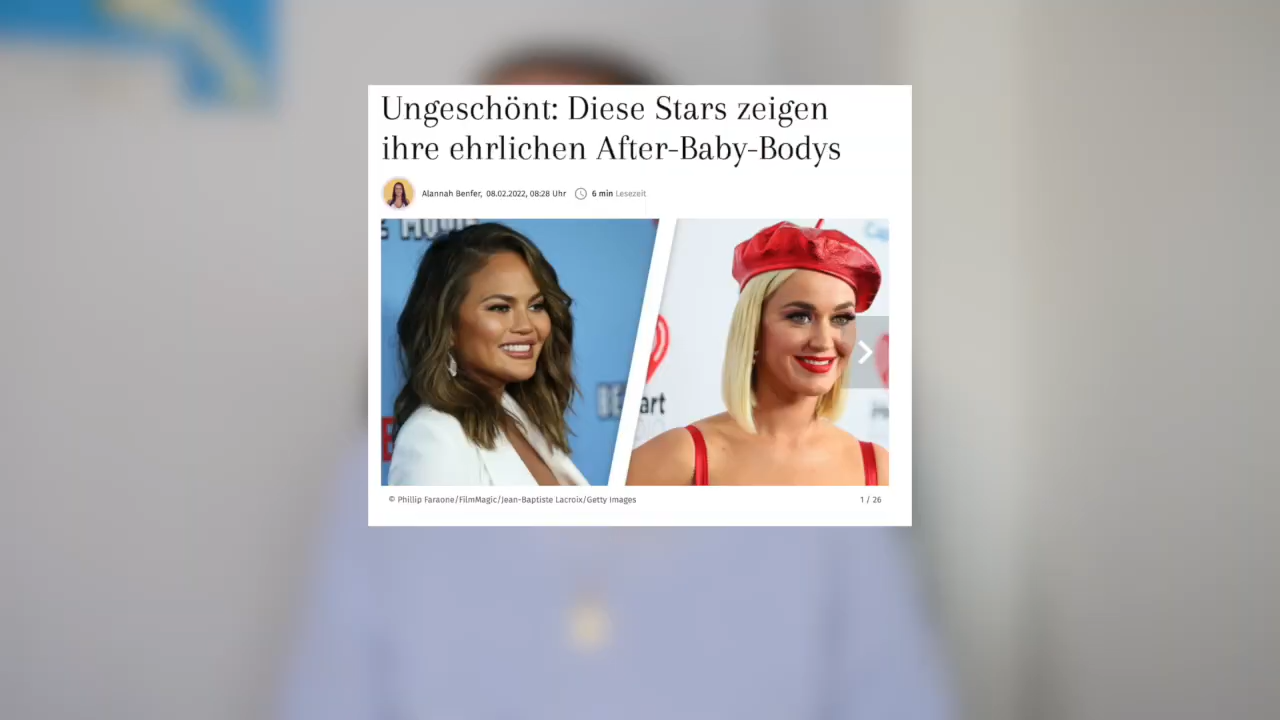 Ungeschönt: Diese Stars zeigen
ihre ehrlichen After-Baby-Bodys
Alannah Benfer, 08.02.2022, 08:28 Uhr 6 min Lesezeit
art
© Phillip Faraone/FilmMagic/Jean-Baptiste Lacroix/Getty Images 1 / 26